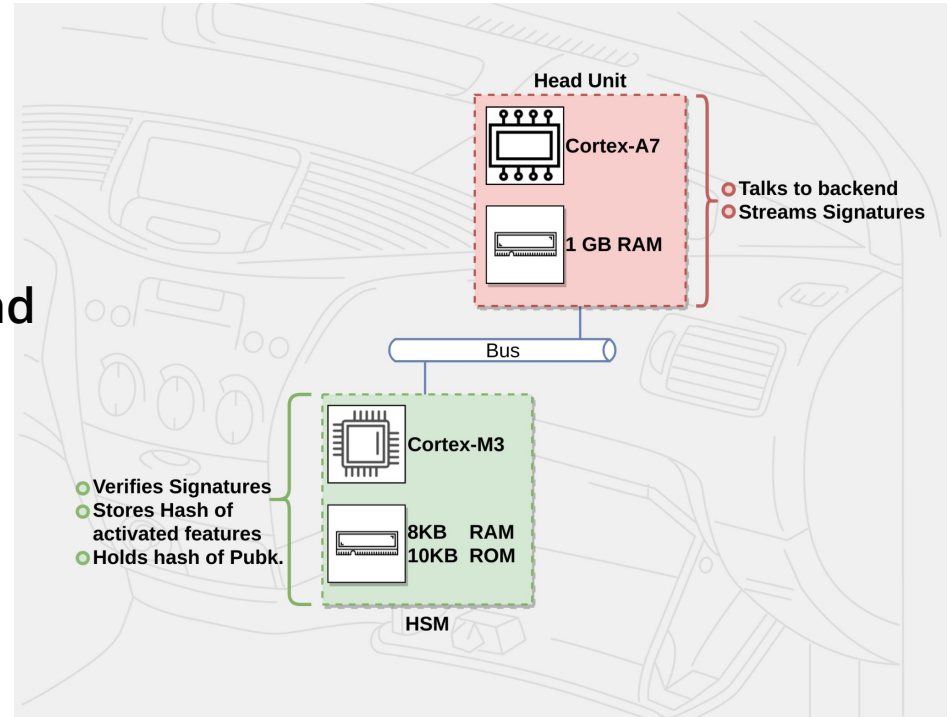 Head Unit
Cortex-A7
1 GB RAM
Talks to backend
Streams Signatures
nd
Bus
Cortex-M3
8KB RAM
10KB ROM
Verifies Signatures
Stores Hash of
activated features
Holds hash of Pubk.
HSM